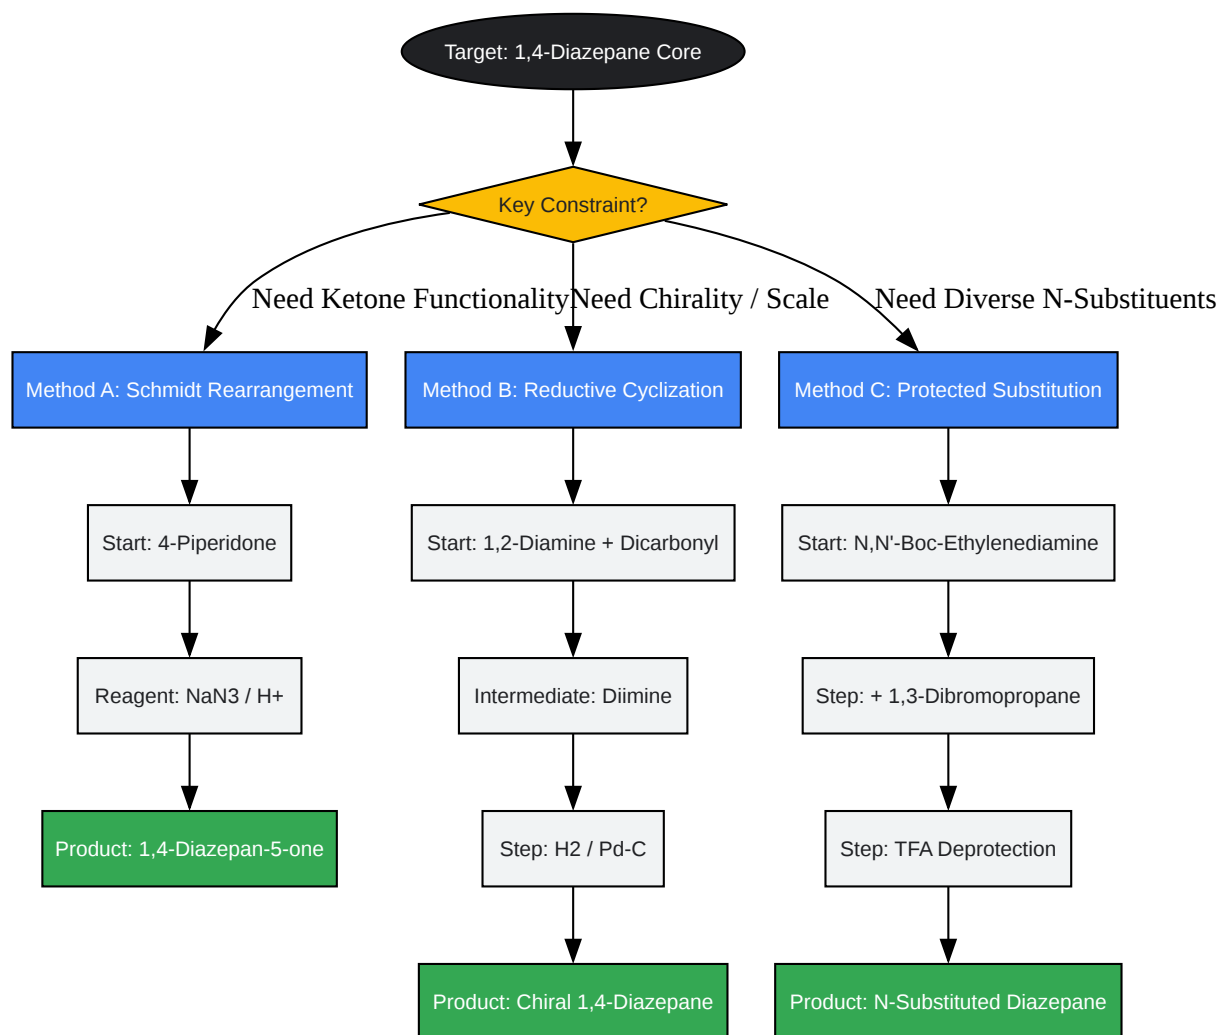 Target: 1,4-Diazepane Core
Key Constraint?
Need Ketone Functionality
Need Chirality / Scale
Need Diverse N-Substituents
Method A: Schmidt Rearrangement
Method B: Reductive Cyclization
Method C: Protected Substitution
Start: 4-Piperidone
Start: 1,2-Diamine + Dicarbonyl
Start: N,N'-Boc-Ethylenediamine
Reagent: NaN3 / H+
Intermediate: Diimine
Step: + 1,3-Dibromopropane
Product: 1,4-Diazepan-5-one
Step: H2 / Pd-C
Step: TFA Deprotection
Product: Chiral 1,4-Diazepane
Product: N-Substituted Diazepane